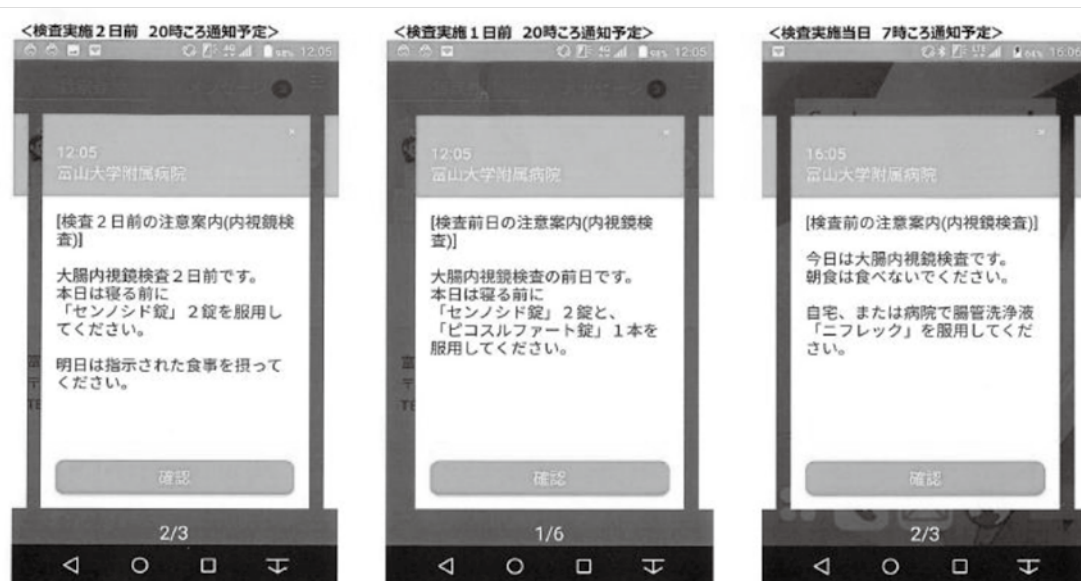 <検査実施２日前 20時ころ通知予定>
98% 12:05
12:05
富山大学附属病院
[検査２日前の注意案内(内視鏡検
査)]
大腸内視鏡検査２日前です。
本日は寝る前に
「センノシド錠」２錠を服用し
てください。
明日は指示された食事を摂って
ください。
確認
2/3
<検査実施１日前 20時ころ通知予定>
98% 12:05
12:05
富山大学附属病院
[検査前日の注意案内(内視鏡検
査)]
大腸内視鏡検査の前日です。
本日は寝る前に
「センノシド錠」２錠と、
「ピコスルファート錠」１本を
服用してください。
確認
1/6
<検査実施当日 7時ころ通知予定>
64% 16:06
16:05
富山大学附属病院
[検査前の注意案内(内視鏡検査)]
今日は大腸内視鏡検査です。
朝食は食べないでください。
自宅、または病院で腸管洗浄液
「ニフレック」を服用してくだ
さい。
確認
2/3